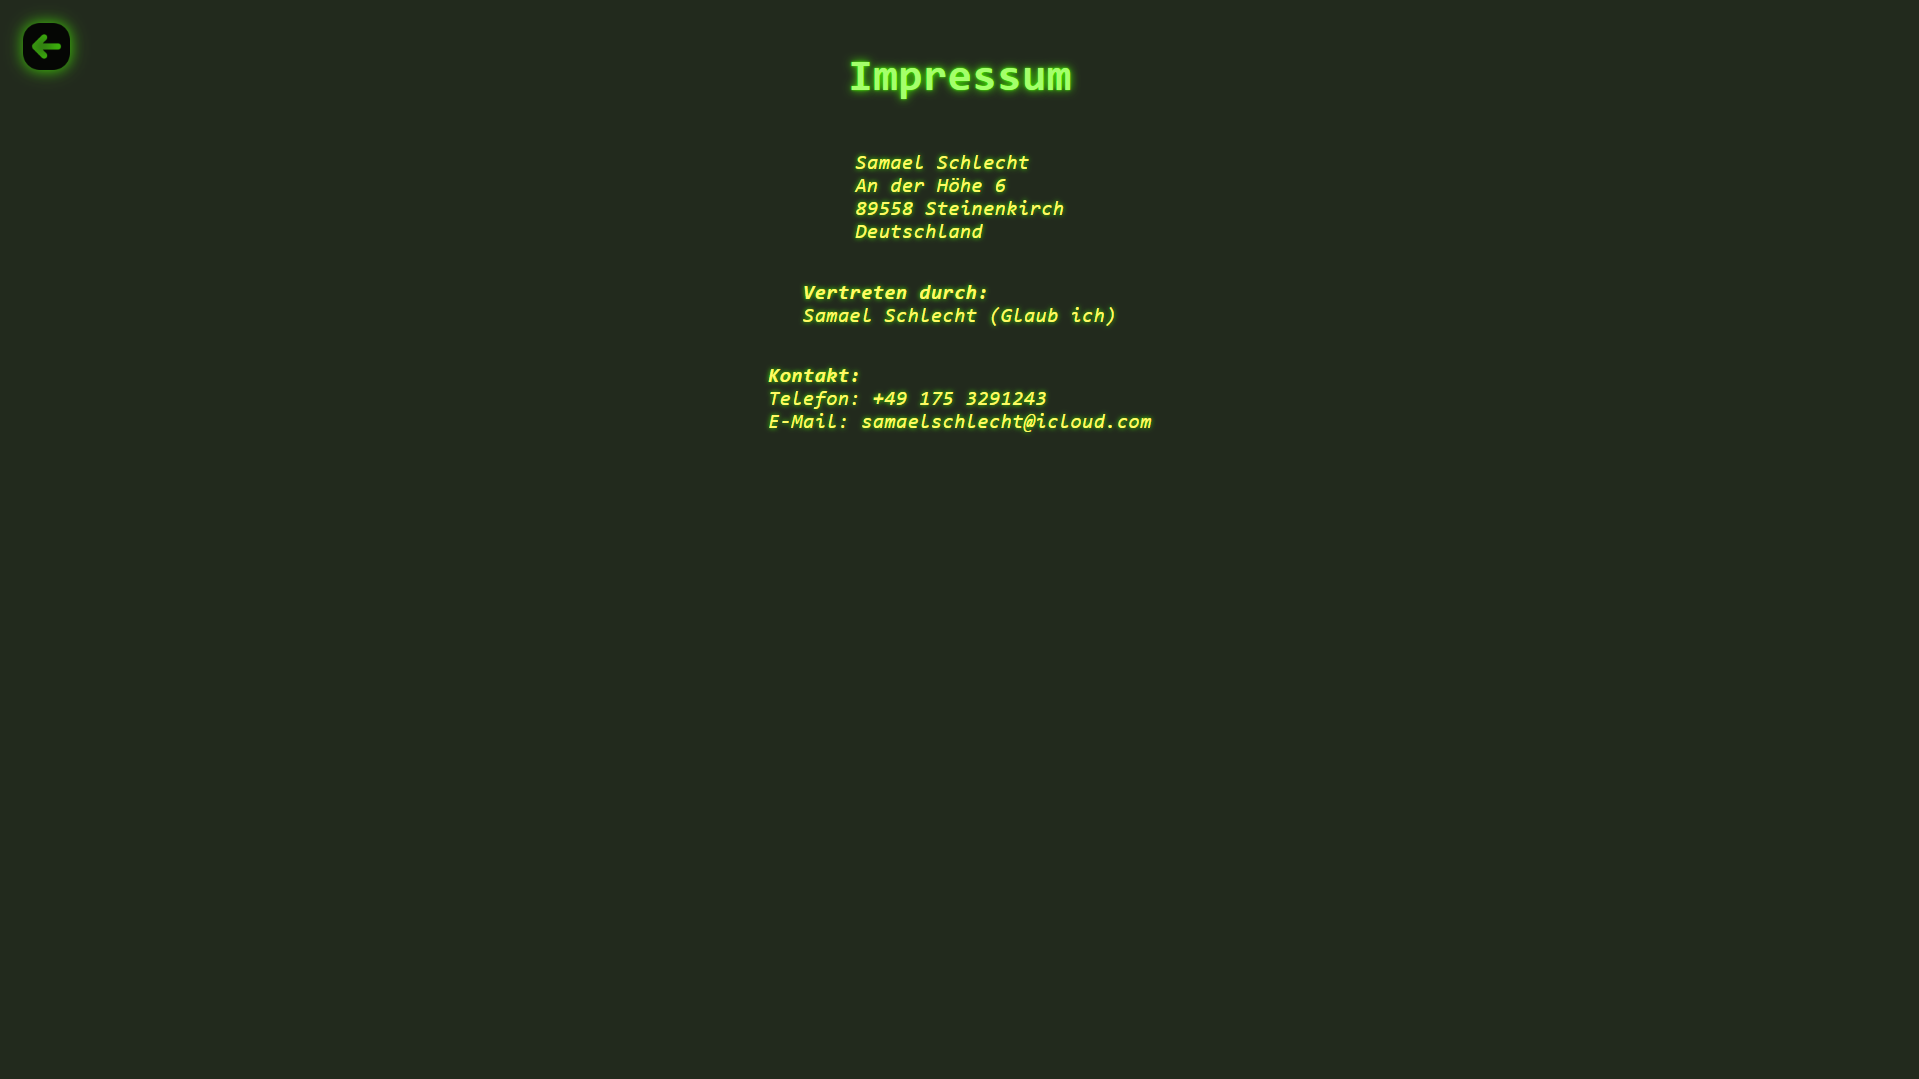 Impressum
Samael Schlecht
An der Höhe 6
89558 Steinenkirch
Deutschland
Vertreten durch:
Samael Schlecht (Glaub ich)
Kontakt:
Telefon: +49 175 3291243
E-Mail: samaelschlecht@icloud.com